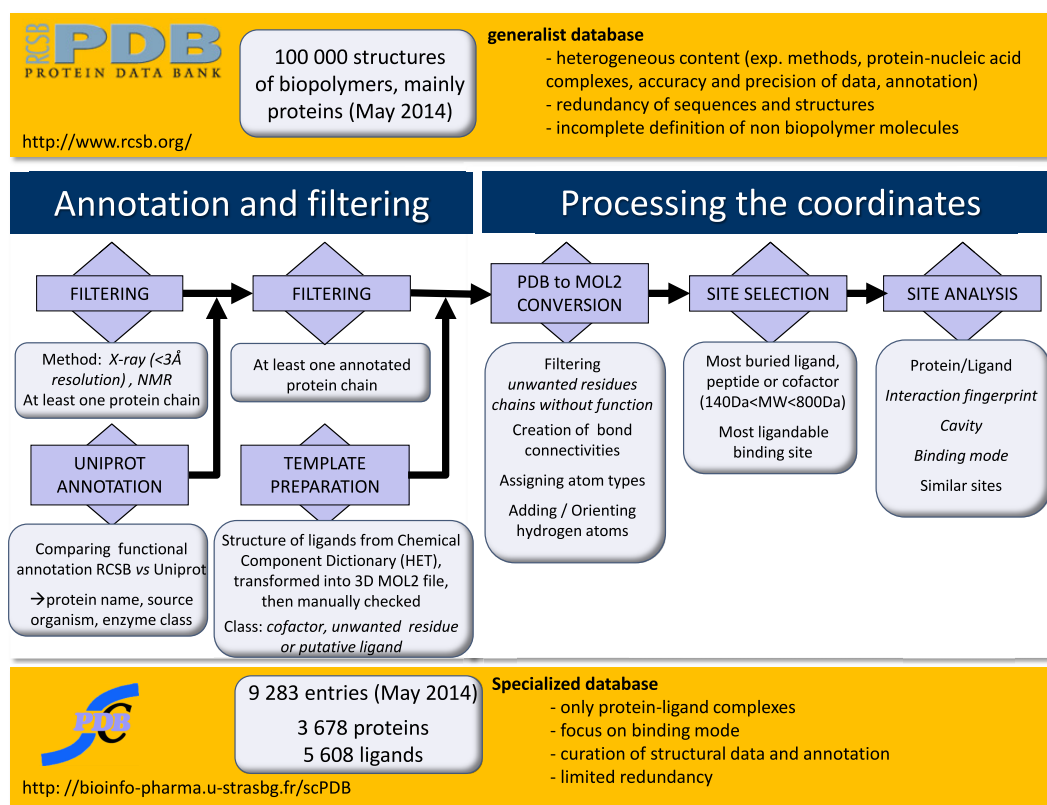 RCSB
PDB
PROTEIN DATA BANK
http://www.rcsb.org/
100 000 structures
of biopolymers, mainly
proteins (May 2014)
generalist database
- heterogeneous content (exp. methods, protein-nucleic acid
complexes, accuracy and precision of data, annotation)
- redundancy of sequences and structures
- incomplete definition of non biopolymer molecules
Annotation and filtering
FILTERING
Method: X-ray (<3Å
resolution) , NMR
At least one protein chain
FILTERING
At least one annotated
protein chain
UNIPROT
ANNOTATION
Comparing functional
annotation RCSB vs Uniprot
→protein name, source
organism, enzyme class
TEMPLATE
PREPARATION
Structure of ligands from Chemical
Component Dictionary (HET),
transformed into 3D MOL2 file,
then manually checked
Class: cofactor, unwanted residue
or putative ligand
Processing the coordinates
PDB to MOL2
CONVERSION
Filtering
unwanted residues
chains without function
Creation of bond
connectivities
Assigning atom types
Adding / Orienting
hydrogen atoms
SITE SELECTION
Most buried ligand,
peptide or cofactor
(140Da<MW<800Da)
Most ligandable
binding site
SITE ANALYSIS
Protein/Ligand
Interaction fingerprint
Cavity
Binding mode
Similar sites
SC
PDB
http: //bioinfo-pharma.u-strasbg.fr/scPDB
9 283 entries (May 2014)
3 678 proteins
5 608 ligands
Specialized database
- only protein-ligand complexes
- focus on binding mode
- curation of structural data and annotation
- limited redundancy